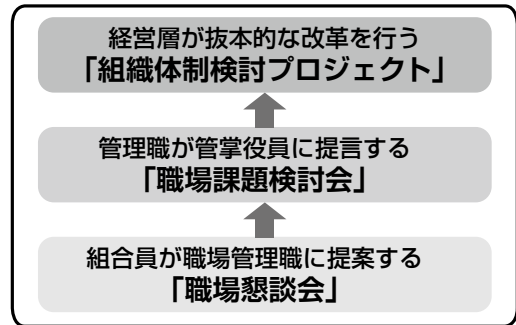 経営層が抜本的な改革を行う
「組織体制検討プロジェクト」
管理職が管掌役員に提言する
「職場課題検討会」
組合員が職場管理職に提案する
「職場懇談会」